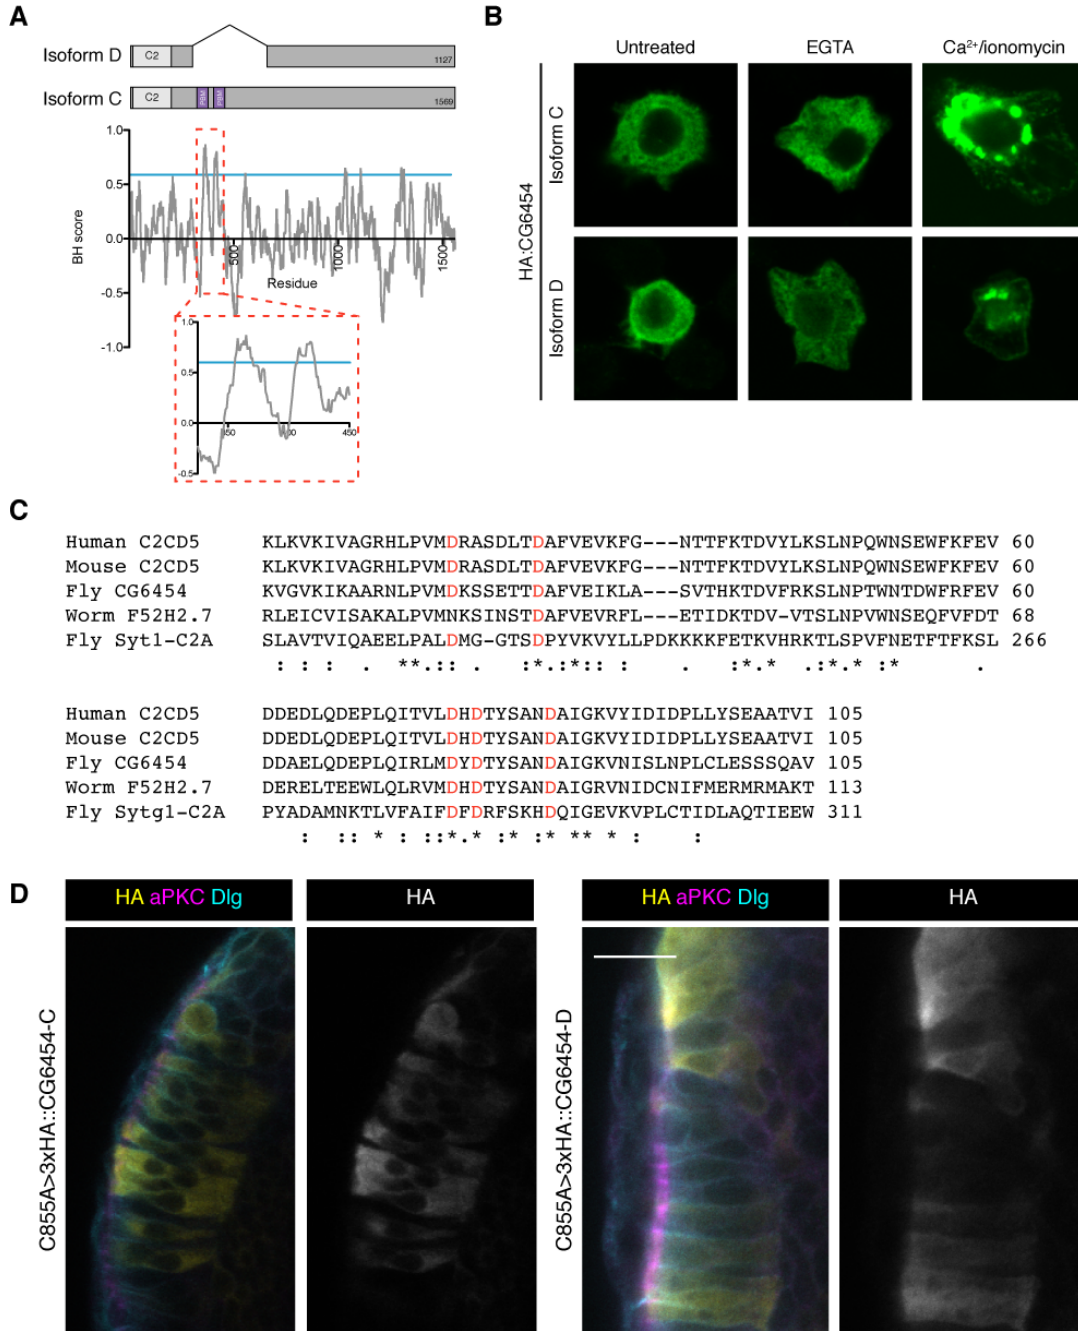 A
Isoform D
C2
1127
Isoform C
C2
PBM
PBM
1569
1.0
0.5
0.0
-0.5
-1.0
BH score
500
1000
1500
Residue
1.0
0.5
0.0
-0.5
450
B
Untreated
EGTA
Ca²⁺/ionomycin
HA:CG6454
Isoform C
Isoform D
C
Human C2CD5 KLKVKIVAGRHLPVMDRASDLTDAFVEVKFG---NTTFKTDVYLKSLNPQWNSEWFKFEV 60
Mouse C2CD5 KLKVKIVAGRHLPVMDRASDLTDAFVEVKFG---NTTFKTDVYLKSLNPQWNSEWFKFEV 60
Fly CG6454 KVGVKIKAARNLPVMDKSSETTDAFVEIKLA---SVTHKTDVFRKSLNPTWNTDWFRFEV 60
Worm F52H2.7 RLEICVISAKALPVMNKSINSTDAFVEVRFL---ETIDKTDV-VTSLNPVWNSEQFVFDT 68
Fly Syt1-C2A SLAVTVIQAEELPALDMG-GTSDPYVKVYLLPDKKKKFETKVHRKTLSPVFNETFTFKSL 266
: : : . **.:: . :*:*:: : . :*.* .:*.* :* .
Human C2CD5 DDEDLQDEPLQITVLDHDTYSANDAIGKVYIDIDPLLYSEAATVI 105
Mouse C2CD5 DDEDLQDEPLQITVLDHDTYSANDAIGKVYIDIDPLLYSEAATVI 105
Fly CG6454 DDAELQDEPLQIRLMDYDTYSANDAIGKVNISLNPLCLESSSQAV 105
Worm F52H2.7 DERELTEEWLQLRVMDHDTYSANDAIGRVNIDCNIFMERMRMAKT 113
Fly Sytg1-C2A PYADAMNKTLVFAIFDFDRFSKHDQIGEVKVPLCTIDLAQTIEEW 311
: :: * : ::*.* :* :* ** * : :
D
HA aPKC Dlg
HA
HA aPKC Dlg
HA
C855A>3xHA::CG6454-C
C855A>3xHA::CG6454-D